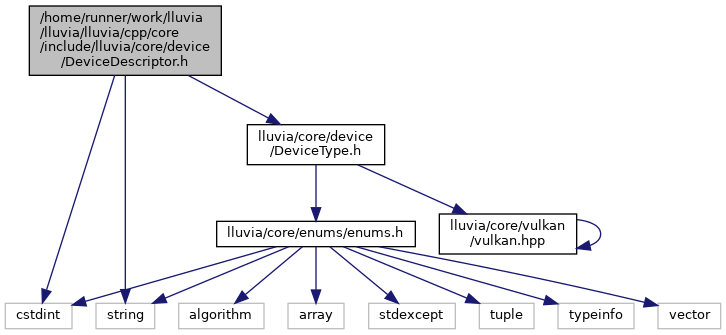 /home/runner/work/lluvia
/lluvia/lluvia/cpp/core
/include/lluvia/core/device
/DeviceDescriptor.h
lluvia/core/device
/DeviceType.h
lluvia/core/enums/enums.h
lluvia/core/vulkan
/vulkan.hpp
cstdint
string
algorithm
array
stdexcept
tuple
typeinfo
vector